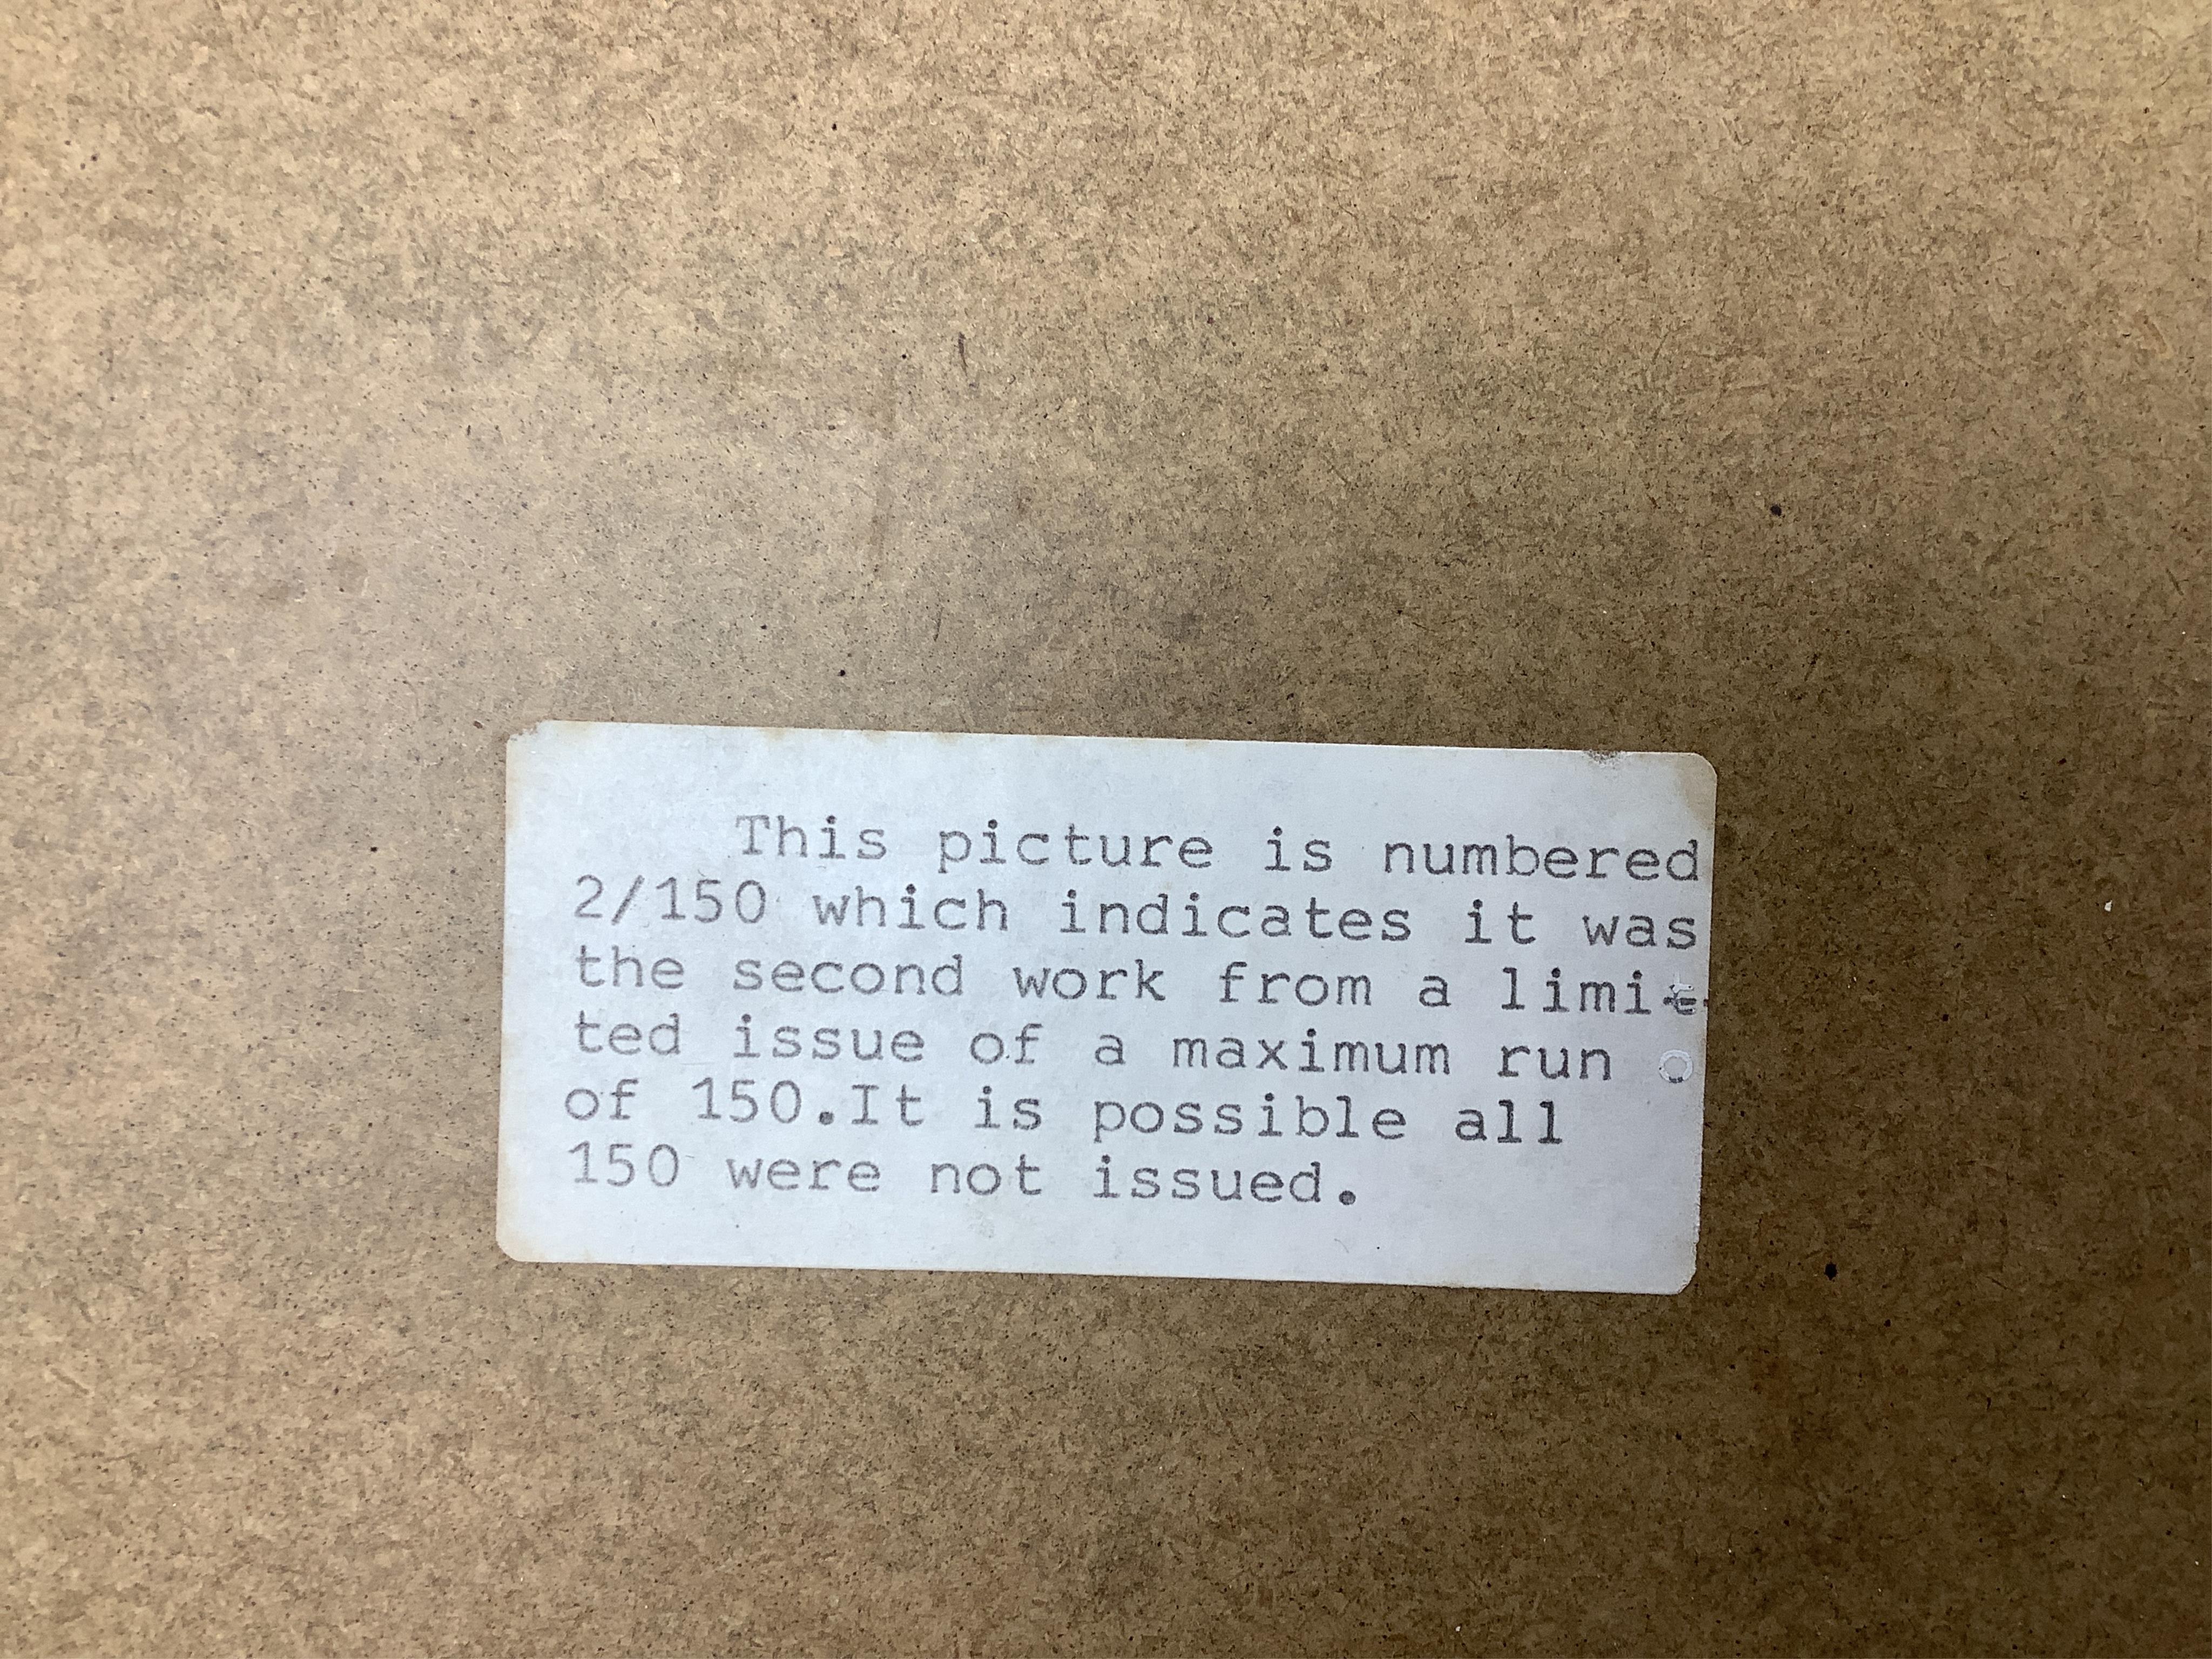 This picture is numbered
2/150 which indicates it was
the second work from a limi-
ted issue of a maximum run
of 150.It is possible all
150 were not issued.